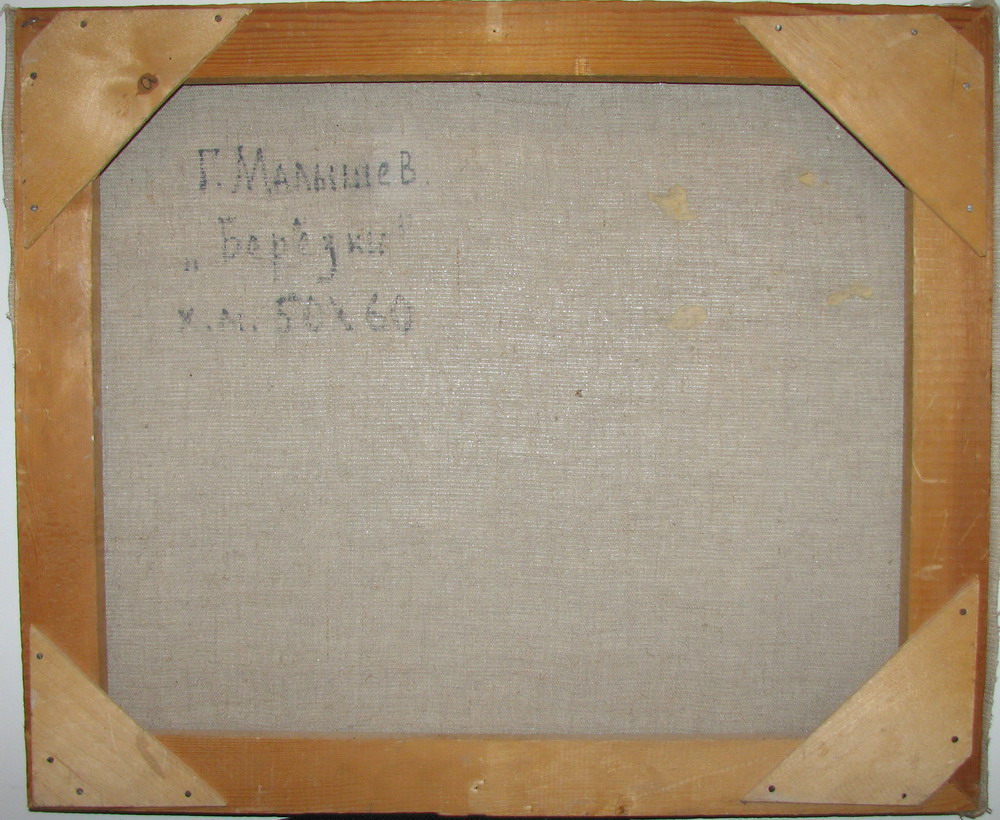 Г. Малышев
„Берёзки"
х.м. 50х60